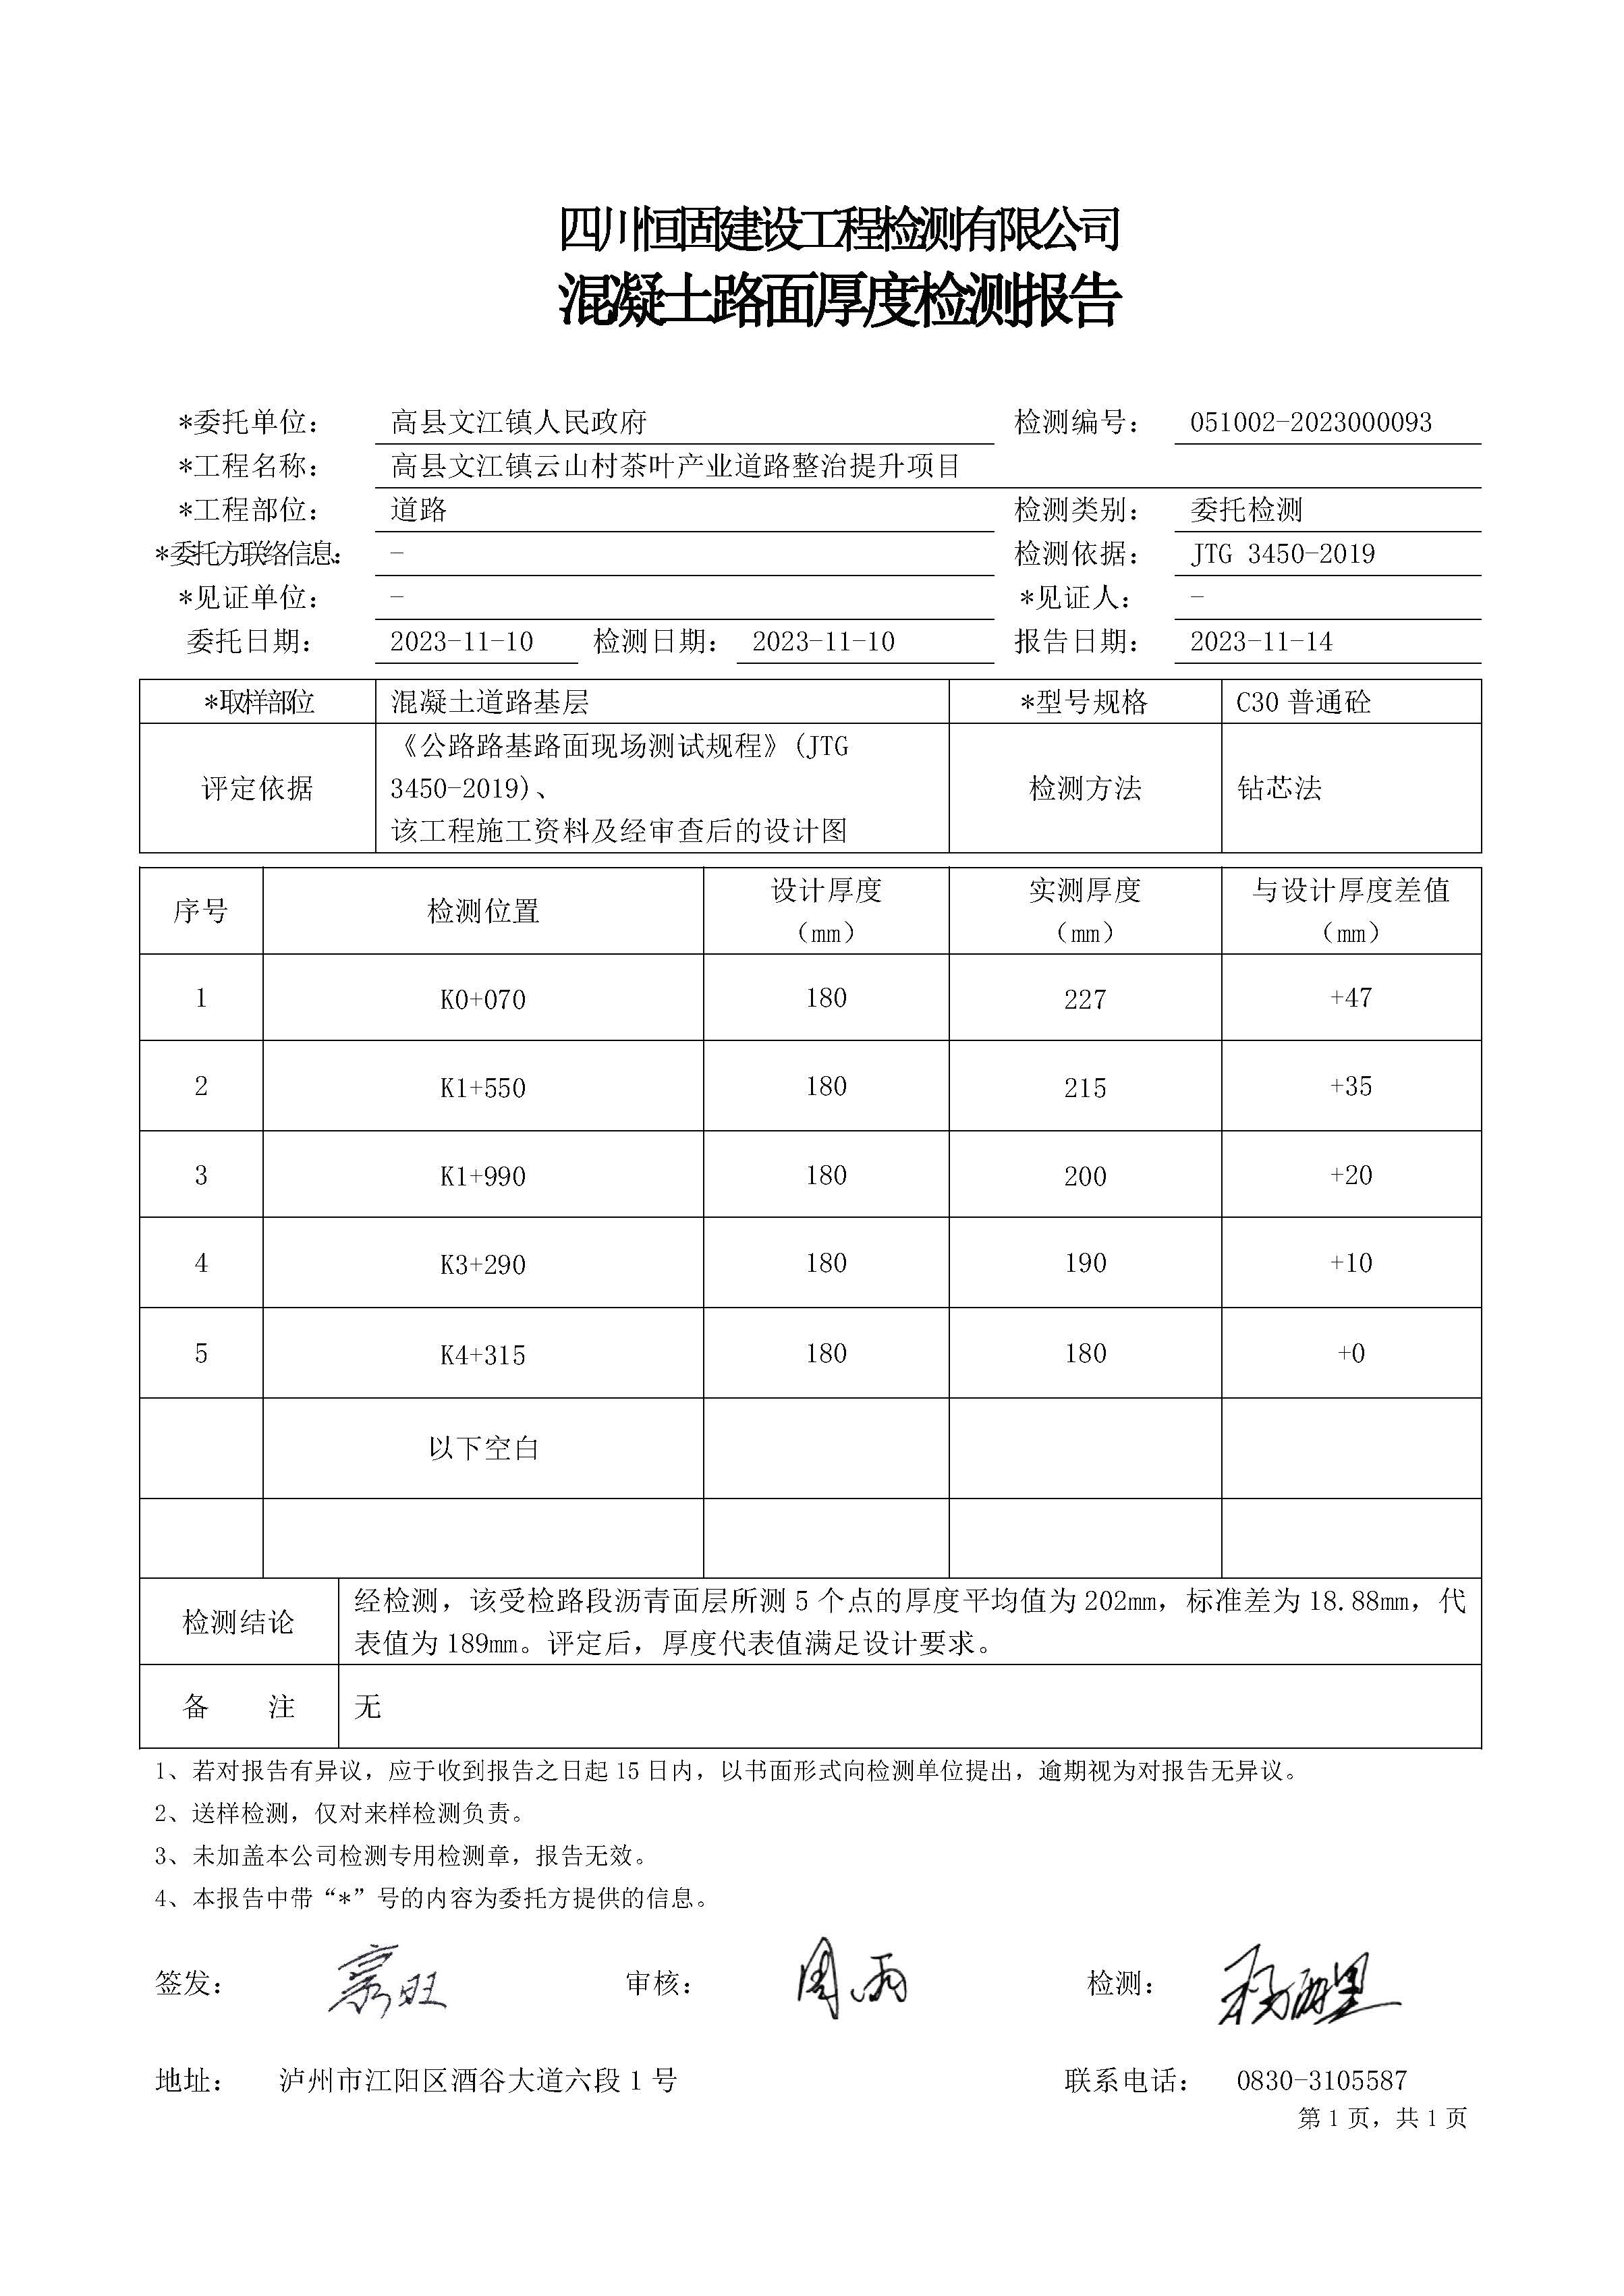 四川恒固建设工程检测有限公司
混凝土路面厚度检测报告
*委托单位： 高县文江镇人民政府 检测编号： 051002-2023000093
*工程名称： 高县文江镇云山村茶叶产业道路整治提升项目
*工程部位： 道路 检测类别： 委托检测
*委托方联络信息： - 检测依据： JTG 3450-2019
*见证单位： - *见证人： -
委托日期： 2023-11-10 检测日期： 2023-11-10 报告日期： 2023-11-14
*取样部位 混凝土道路基层 *型号规格 C30 普通砼
评定依据 《公路路基路面现场测试规程》(JTG
3450-2019)、
该工程施工资料及经审查后的设计图 检测方法 钻芯法
序号 检测位置 设计厚度 实测厚度 与设计厚度差值
（mm） （mm） （mm）
1 K0+070 180 227 +47
2 K1+550 180 215 +35
3 K1+990 180 200 +20
4 K3+290 180 190 +10
5 K4+315 180 180 +0
以下空白
检测结论 经检测，该受检路段沥青面层所测 5 个点的厚度平均值为 202mm，标准差为 18.88mm，代
表值为 189mm。评定后，厚度代表值满足设计要求。
备 注 无
1、若对报告有异议，应于收到报告之日起 15 日内，以书面形式向检测单位提出，逾期视为对报告无异议。
2、送样检测，仅对来样检测负责。
3、未加盖本公司检测专用检测章，报告无效。
4、本报告中带“*”号的内容为委托方提供的信息。
签发： 审核： 周雨 检测：
地址： 泸州市江阳区酒谷大道六段 1 号 联系电话： 0830-3105587
第 1 页，共 1 页